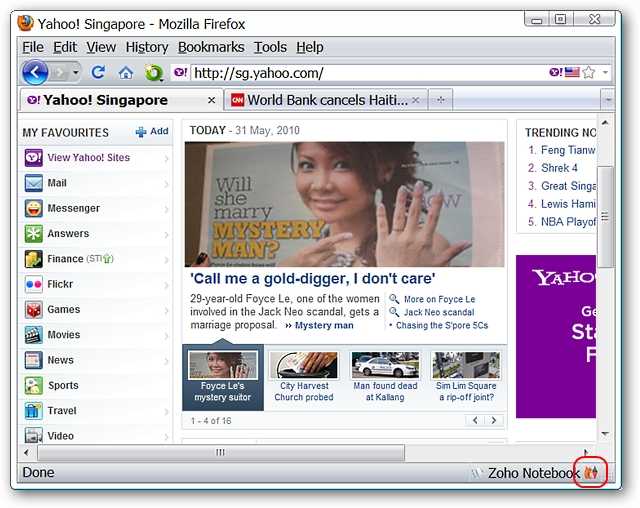 Yahoo! Singapore - Mozilla Firefox
File Edit View History Bookmarks Tools Help
Y! http://sg.yahoo.com/ Y!
Y! Yahoo! Singapore
CNN World Bank cancels Haiti...
MY FAVOURITES Add
Y! View Yahoo! Sites
Mail
Messenger
Answers
Finance (STI)
Flickr
Games
Movies
News
Sports
Travel
Video
TODAY - 31 May, 2010
Will
she
marry
MYSTERY
MAN?
now
'Call me a gold-digger, I don't care'
29-year-old Foyce Le, one of the women
involved in the Jack Neo scandal, gets a
marriage proposal. Mystery man
More on Foyce Le
Jack Neo scandal
Chasing the S'pore 5Cs
Foyce Le's
mystery suitor
City Harvest
Church probed
Man found dead
at Kallang
Sim Lim Square
a rip-off joint?
1 - 4 of 16
TRENDING NO
1. Feng Tianw
2. Shrek 4
3. Great Singa
4. Lewis Hami
5. NBA Playof
YAHO
Ge
Sta
F
Done
Zoho Notebook